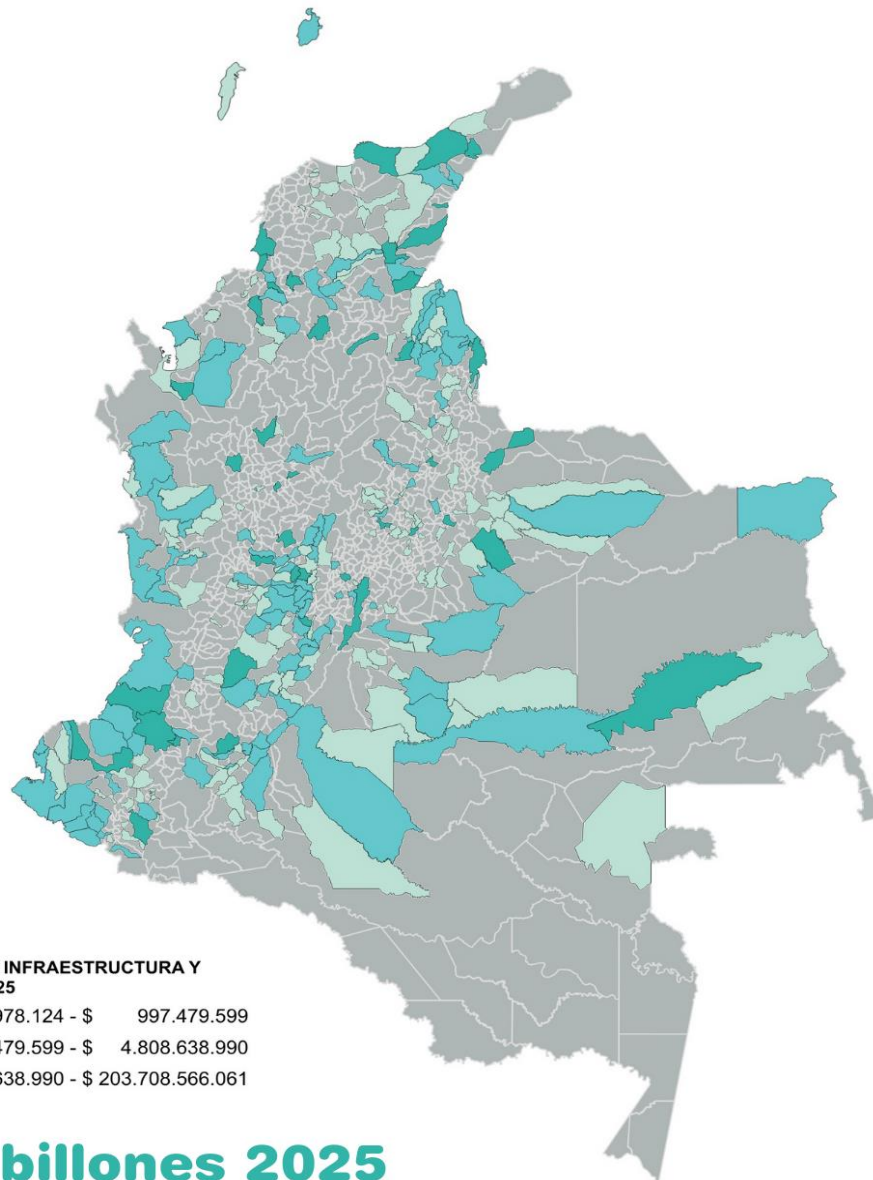 INFRAESTRUCTURA Y
25
978.124 - $ 997.479.599
479.599 - $ 4.808.638.990
638.990 - $ 203.708.566.061
billones 2025